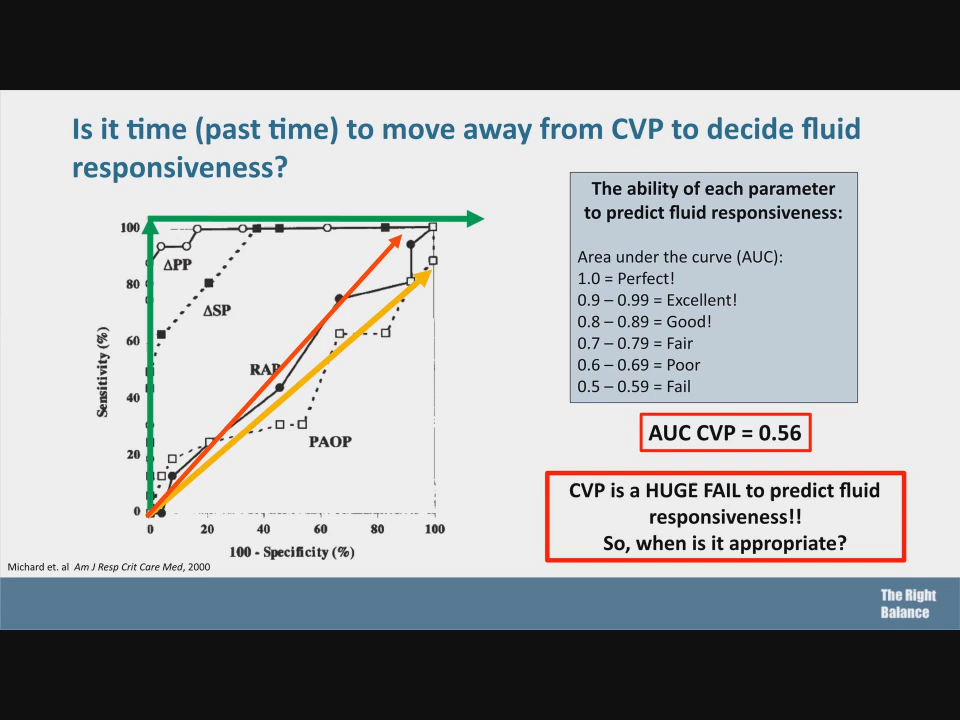 Is it time (past time) to move away from CVP to decide fluid
responsiveness?
The ability of each parameter
to predict fluid responsiveness:
Area under the curve (AUC):
1.0 = Perfect!
0.9 – 0.99 = Excellent!
0.8 – 0.89 = Good!
0.7 – 0.79 = Fair
0.6 – 0.69 = Poor
0.5 – 0.59 = Fail
AUC CVP = 0.56
CVP is a HUGE FAIL to predict fluid
responsiveness!!
So, when is it appropriate?
Sensitivity (%)
100
80
60
40
20
0
ΔPP
ΔSP
RAP
PAOP
0 20 40 60 80 100
100 - Specificity (%)
Michard et. al Am J Resp Crit Care Med, 2000
The Right
Balance